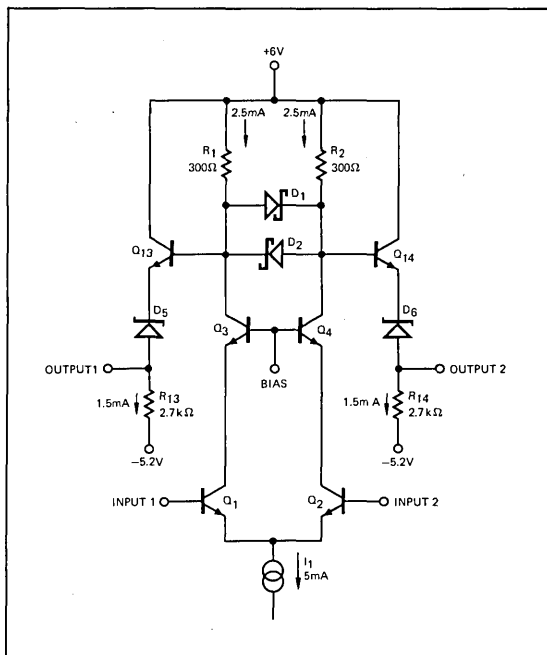 +6V
2.5mA 2.5mA
R1 R2
300Ω 300Ω
D1
D2
Q13 Q14
D5 Q3 Q4 D6
OUTPUT 1 OUTPUT 2
BIAS
R13 R14
1.5mA 2.7kΩ 1.5mA 2.7kΩ
−5.2V −5.2V
INPUT 1 Q1 Q2 INPUT 2
I1
5mA